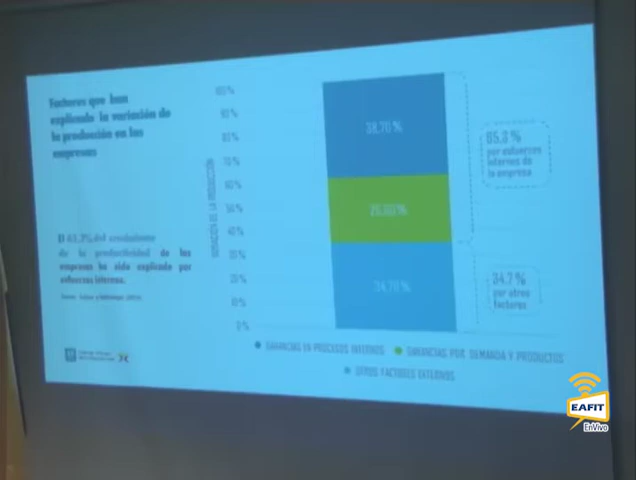 Factores que han
explicado la variación de
la producción en las
empresas
El 65,3% del crecimiento
de la productividad de las
empresas ha sido explicado por
esfuerzos internos.
100 %
90%
80%
70%
60%
50%
40%
30%
20%
10%
0%
38,70 %
34,70 %
65,3 %
por esfuerzos
internos de
la empresa
34,7 %
por otros
factores
GANANCIAS EN PROCESOS INTERNOS
GANANCIAS POR DEMANDA Y PRODUCTOS
OTROS FACTORES EXTERNOS
EAFIT
EnVivo